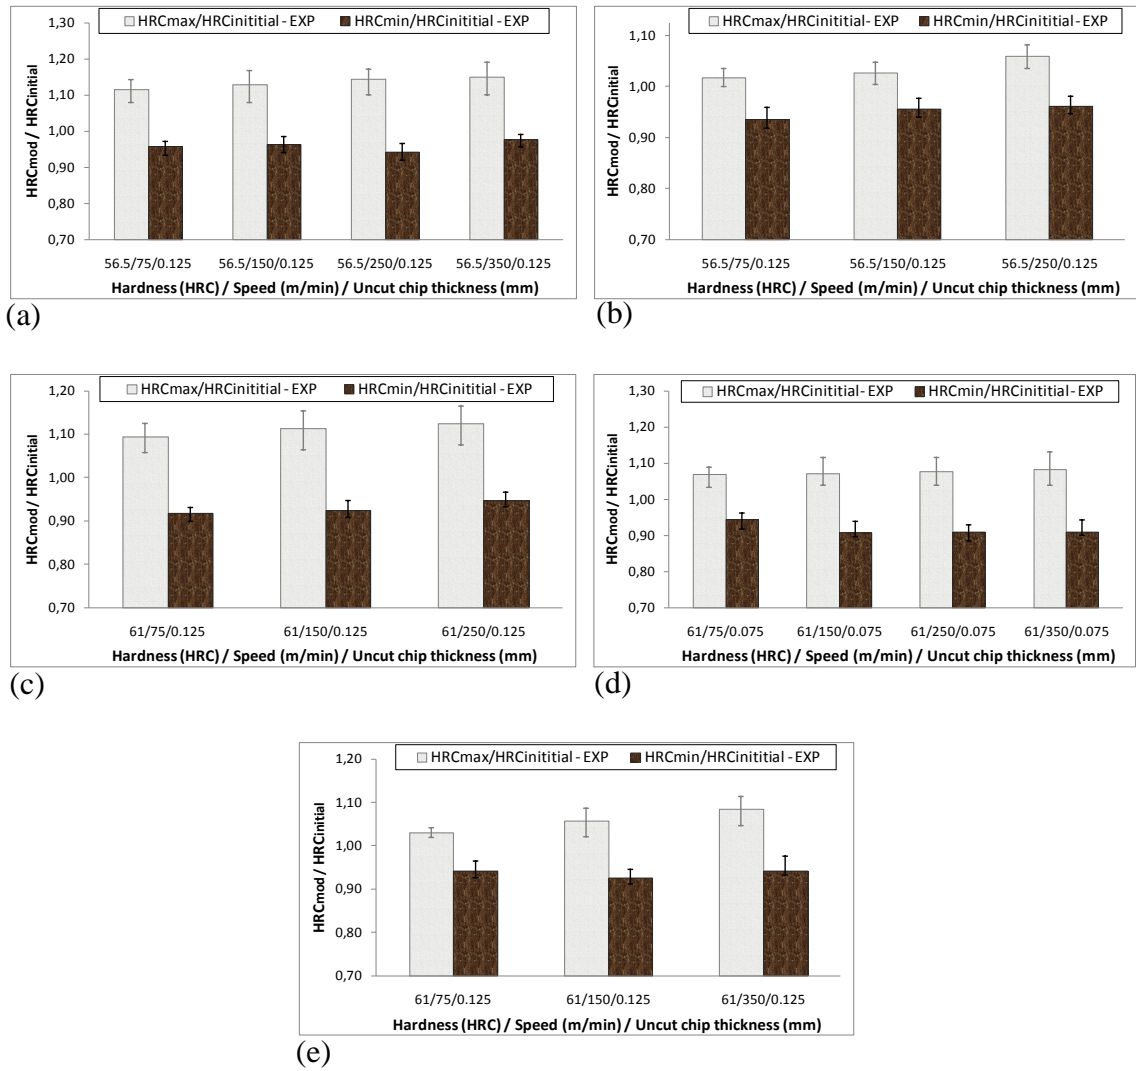 HRCmax/HRCinititial - EXP HRCmin/HRCinititial - EXP
HRCmod / HRCinitial
1,30
1,20
1,10
1,00
0,90
0,80
0,70
56.5/75/0.125 56.5/150/0.125 56.5/250/0.125 56.5/350/0.125
Hardness (HRC) / Speed (m/min) / Uncut chip thickness (mm)
(a)
HRCmax/HRCinititial - EXP HRCmin/HRCinititial - EXP
HRCmod / HRCinitial
1,10
1,00
0,90
0,80
0,70
56.5/75/0.125 56.5/150/0.125 56.5/250/0.125
Hardness (HRC) / Speed (m/min) / Uncut chip thickness (mm)
(b)
HRCmax/HRCinititial - EXP HRCmin/HRCinititial - EXP
HRCmod / HRCinitial
1,20
1,10
1,00
0,90
0,80
0,70
61/75/0.125 61/150/0.125 61/250/0.125
Hardness (HRC) / Speed (m/min) / Uncut chip thickness (mm)
(c)
HRCmax/HRCinititial - EXP HRCmin/HRCinititial - EXP
HRCmod / HRCinitial
1,30
1,20
1,10
1,00
0,90
0,80
0,70
61/75/0.075 61/150/0.075 61/250/0.075 61/350/0.075
Hardness (HRC) / Speed (m/min) / Uncut chip thickness (mm)
(d)
HRCmax/HRCinititial - EXP HRCmin/HRCinititial - EXP
HRCmod / HRCinitial
1,20
1,10
1,00
0,90
0,80
0,70
61/75/0.125 61/150/0.125 61/350/0.125
Hardness (HRC) / Speed (m/min) / Uncut chip thickness (mm)
(e)